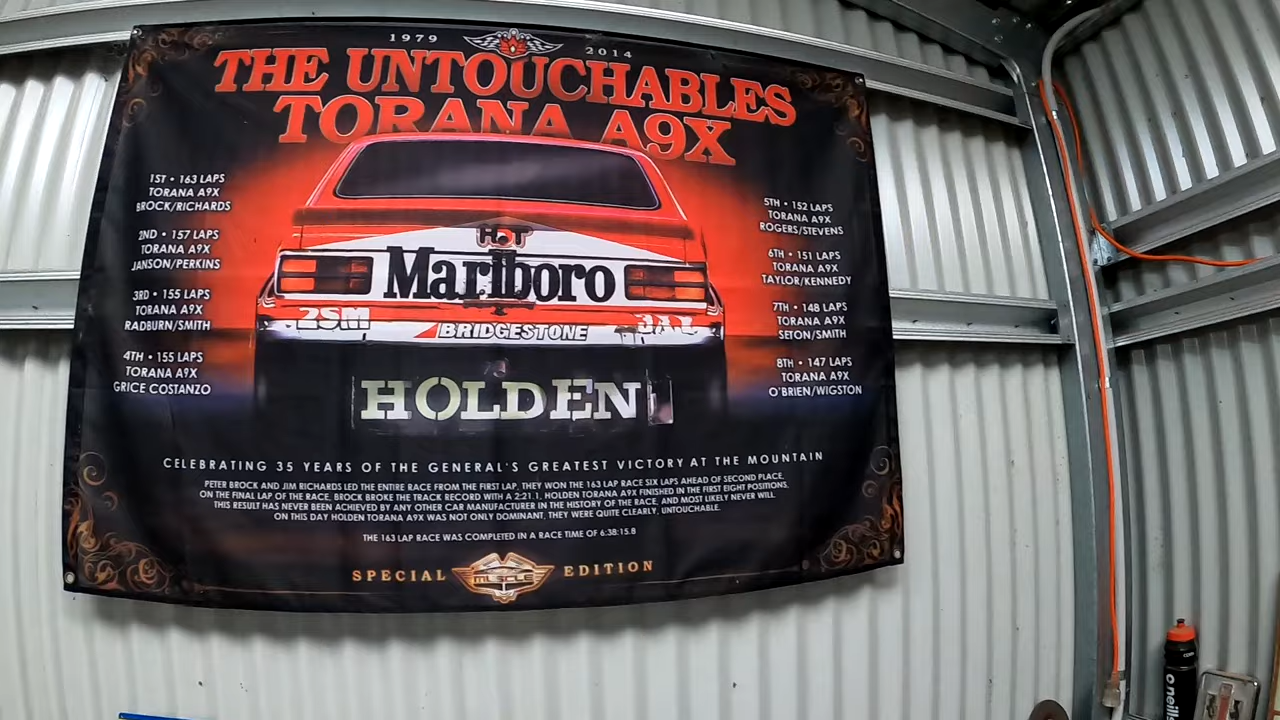 1979
2014
THE UNTOUCHABLES
TORANA A9X
1ST • 163 LAPS
TORANA A9X
BROCK/RICHARDS
2ND • 157 LAPS
TORANA A9X
JANSON/PERKINS
3RD • 155 LAPS
TORANA A9X
RADBURN/SMITH
4TH • 155 LAPS
TORANA A9X
GRICE COSTANZO
5TH • 152 LAPS
TORANA A9X
ROGERS/STEVENS
6TH • 151 LAPS
TORANA A9X
TAYLOR/KENNEDY
7TH • 148 LAPS
TORANA A9X
SETON/SMITH
8TH • 147 LAPS
TORANA A9X
O'BRIEN/WIGSTON
Marlboro
2SM
BRIDGESTONE
HOLDEN
CELEBRATING 35 YEARS OF THE GENERAL'S GREATEST VICTORY AT THE MOUNTAIN
PETER BROCK AND JIM RICHARDS LED THE ENTIRE RACE FROM THE FIRST LAP, THEY WON THE 163 LAP RACE SIX LAPS AHEAD OF SECOND PLACE,
ON THE FINAL LAP OF THE RACE, BROCK BROKE THE TRACK RECORD WITH A 2:21.1, HOLDEN TORANA A9X FINISHED IN THE FIRST EIGHT POSITIONS,
THIS RESULT HAS NEVER BEEN ACHIEVED BY ANY OTHER CAR MANUFACTURER IN THE HISTORY OF THE RACE, AND MOST LIKELY NEVER WILL.
ON THIS DAY HOLDEN TORANA A9X WAS NOT ONLY DOMINANT, THEY WERE QUITE CLEARLY, UNTOUCHABLE.
THE 163 LAP RACE WAS COMPLETED IN A RACE TIME OF 6:38:15.8
SPECIAL MUSCLE EDITION
o'neills